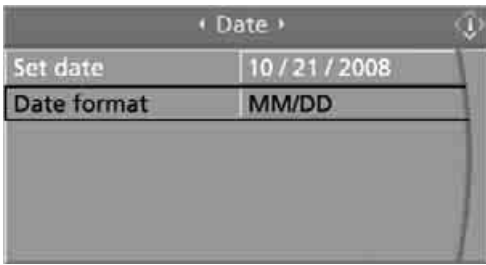 Date
Set date 10 / 21 / 2008
Date format MM/DD